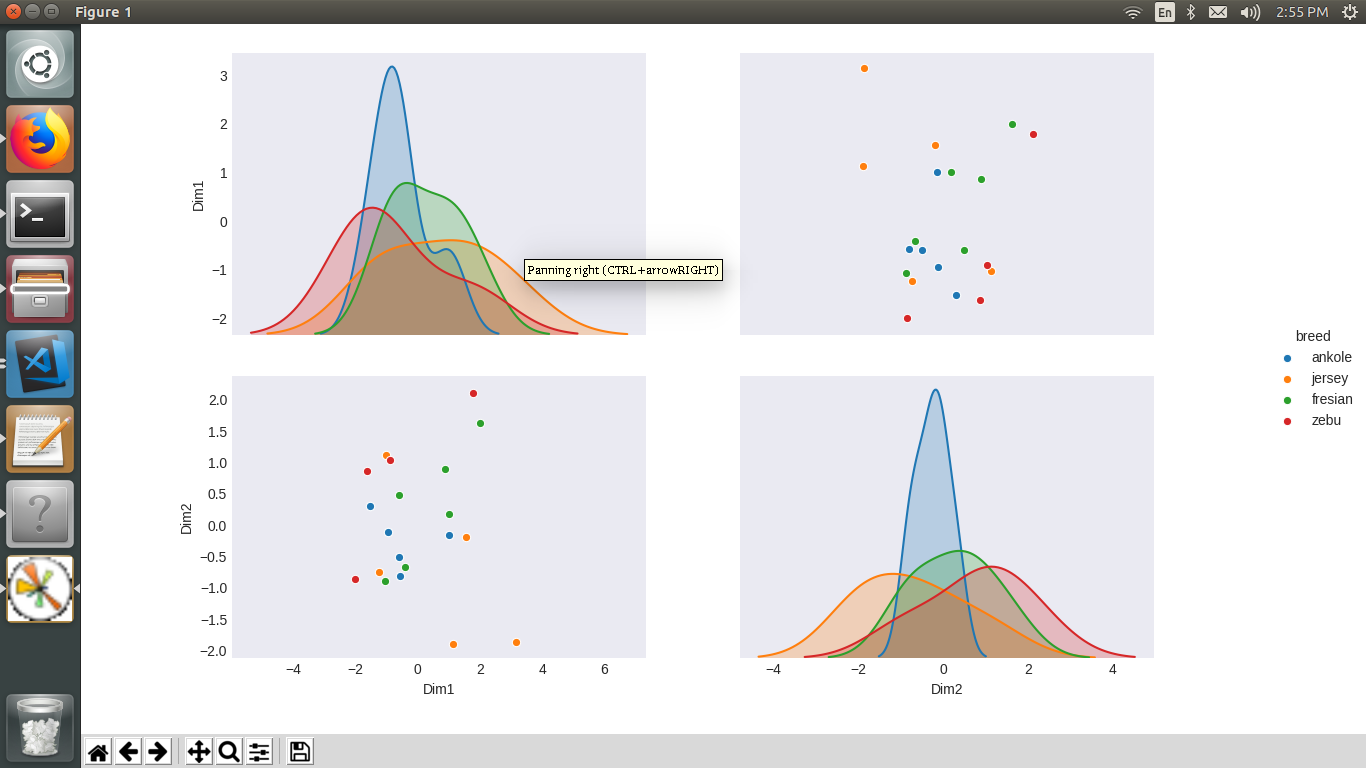 Figure 1
En
2:55 PM
3
2
1
0
−1
−2
Dim1
Panning right (CTRL+arrowRIGHT)
breed
ankole
jersey
fresian
zebu
2.0
1.5
1.0
0.5
0.0
−0.5
−1.0
−1.5
−2.0
Dim2
−4 −2 0 2 4 6
Dim1
−4 −2 0 2 4
Dim2